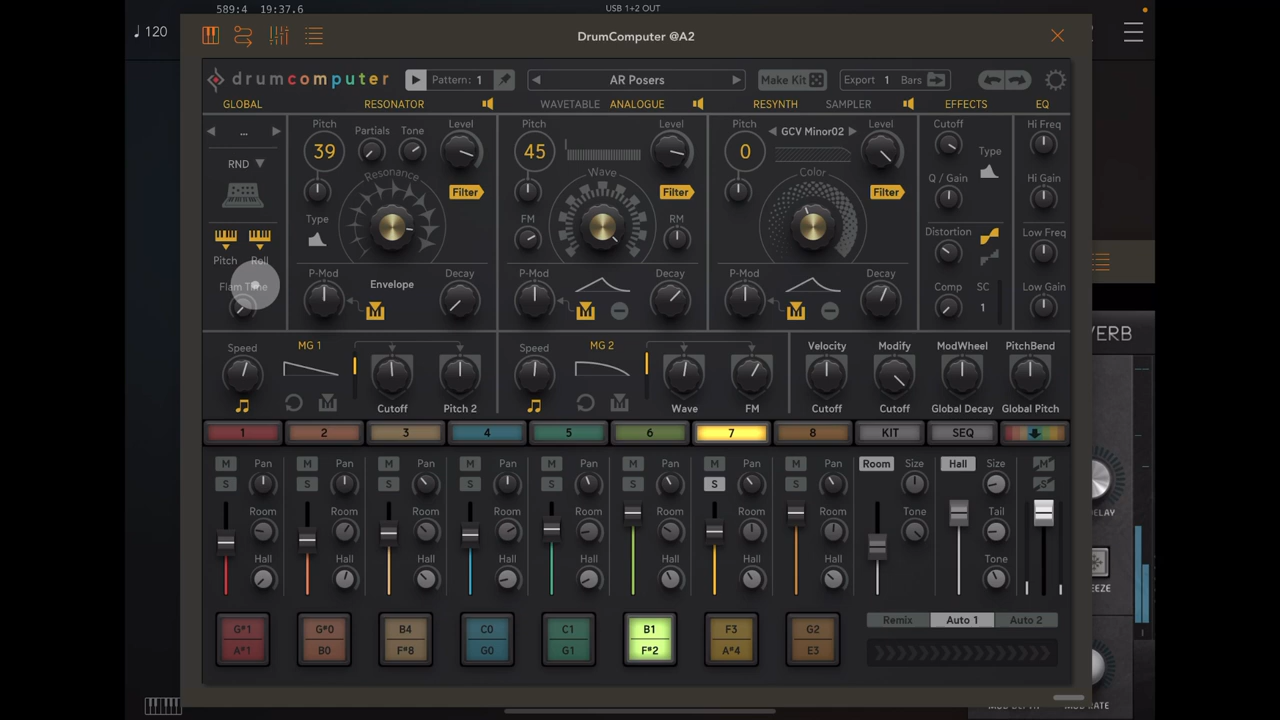 589:4 19:37.6 USB 1+2 OUT
120
DrumComputer @A2
drumcomputer Pattern: 1 AR Posers Make Kit Export 1 Bars
GLOBAL RESONATOR WAVETABLE ANALOGUE RESYNTH SAMPLER EFFECTS EQ
Pitch Partials Tone Level Pitch Level Pitch GCV Minor02 Level Cutoff Type Hi Freq
... 39 45 0
RND Resonance Filter Wave Filter Color Filter Q / Gain Hi Gain
Type FM RM Distortion Low Freq
Pitch Roll
Flam Time P-Mod Envelope Decay P-Mod Decay P-Mod Decay Comp SC Low Gain
M M M 1
Speed MG 1 Speed MG 2 Velocity Modify ModWheel PitchBend
M Cutoff Pitch 2 M Wave FM Cutoff Cutoff Global Decay Global Pitch
1 2 3 4 5 6 7 8 KIT SEQ
M Pan M Pan M Pan M Pan M Pan M Pan M Pan M Pan Room Size Hall Size M
S S S S S S S S S
Room Room Room Room Room Room Room Room Tone Tail
Hall Hall Hall Hall Hall Hall Hall Hall Tone
G#1 G#0 B4 C0 C1 B1 F3 G2 Remix Auto 1 Auto 2
A#1 B0 F#8 G0 G1 F#2 A#4 E3
ERB
DELAY
EEZE
MOD DEPTH MOD RATE